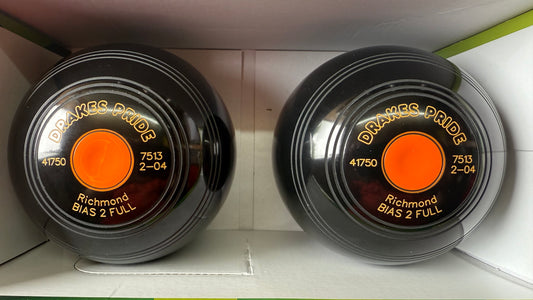 DRAKES PRIDE
41750 7513
2-04
Richmond
BIAS 2 FULL
DRAKES PRIDE
41750 7513
2-04
Richmond
BIAS 2 FULL